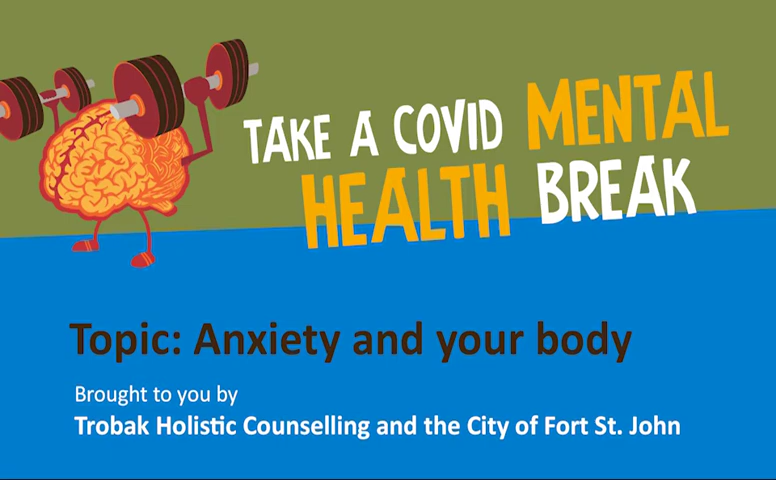 TAKE A COVID MENTAL
HEALTH BREAK
Topic: Anxiety and your body
Brought to you by
Trobak Holistic Counselling and the City of Fort St. John